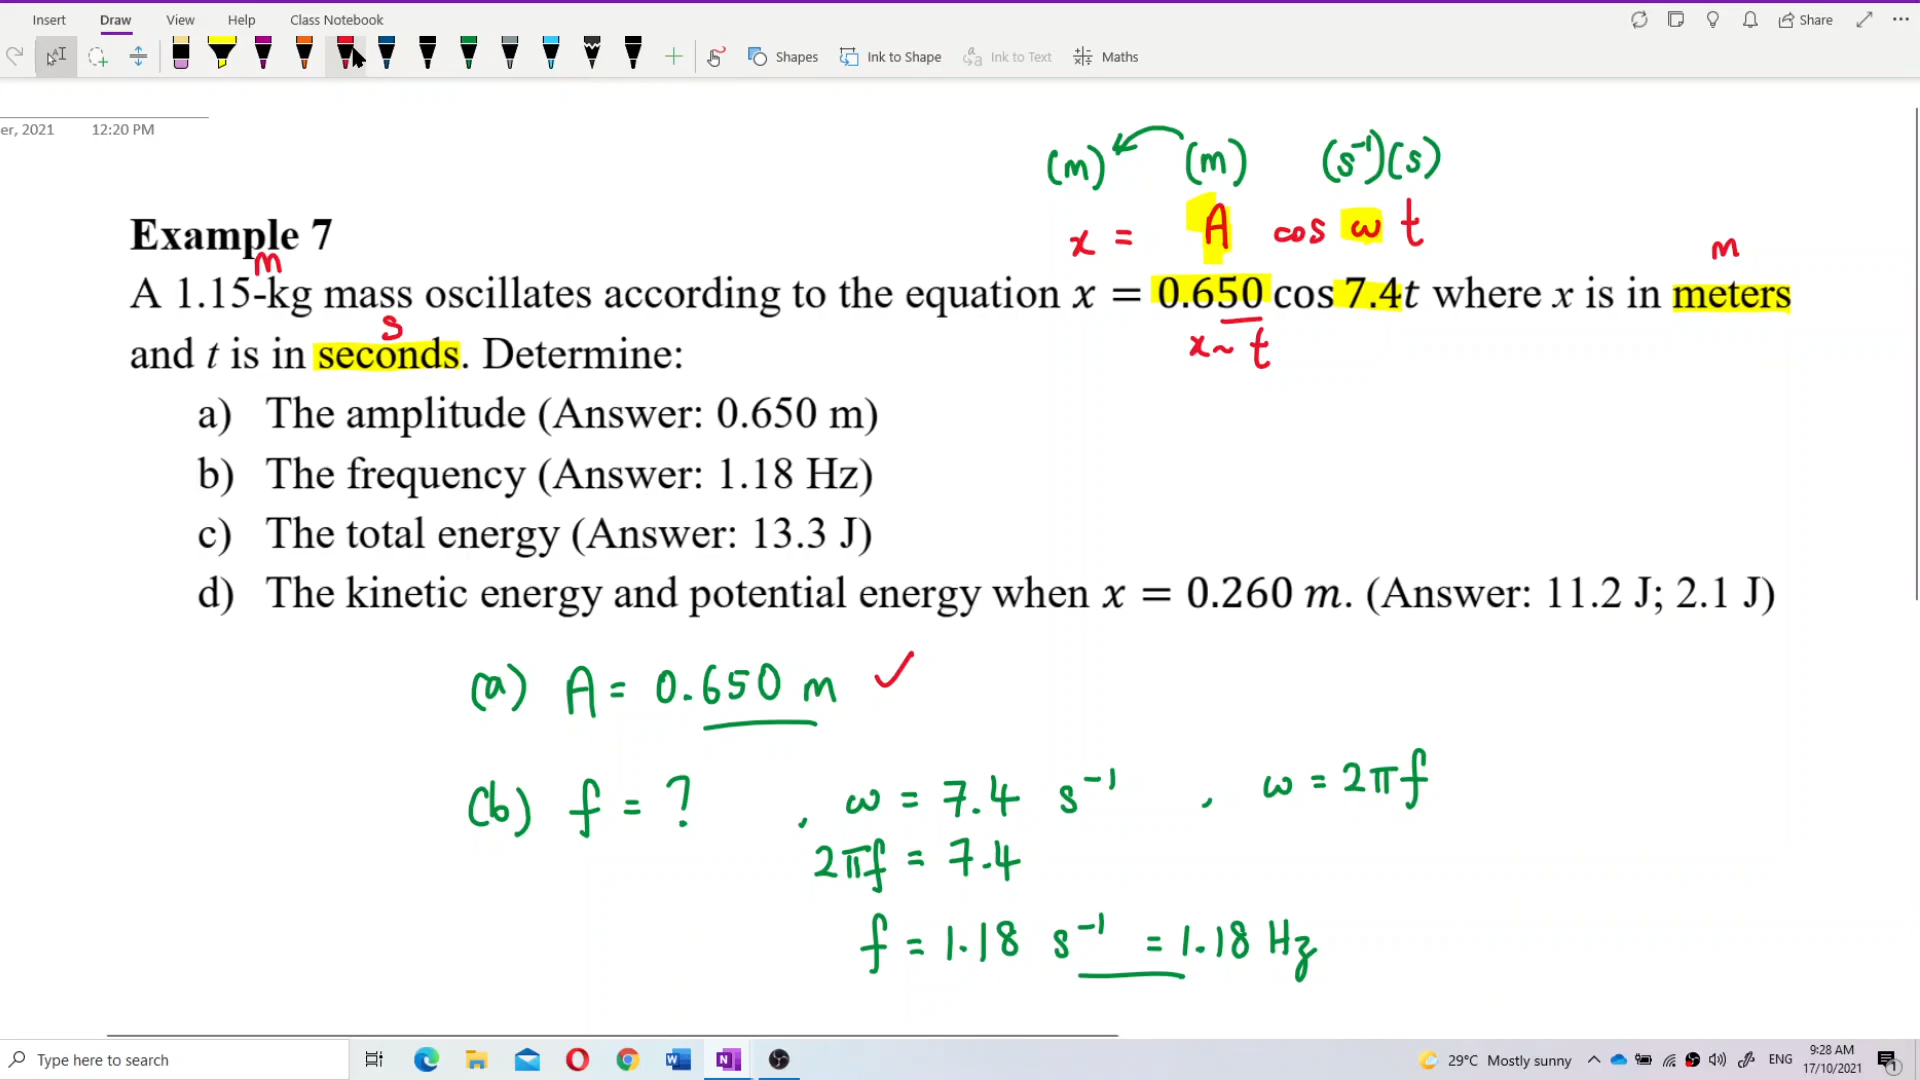 Insert Draw View Help Class Notebook Share
Shapes Ink to Shape Ink to Text Maths
er, 2021 12:20 PM
(m) (m) (s⁻¹)(s)
x = A cos ω t
Example 7
m
m
A 1.15-kg mass oscillates according to the equation x = 0.650 cos 7.4t where x is in meters
s
x ~ t
and t is in seconds. Determine:
a) The amplitude (Answer: 0.650 m)
b) The frequency (Answer: 1.18 Hz)
c) The total energy (Answer: 13.3 J)
d) The kinetic energy and potential energy when x = 0.260 m. (Answer: 11.2 J; 2.1 J)
(a) A = 0.650 m ✓
(b) f = ? , ω = 7.4 s⁻¹ , ω = 2πf
2πf = 7.4
f = 1.18 s⁻¹ = 1.18 Hz
Type here to search 29°C Mostly sunny ENG 9:28 AM
17/10/2021